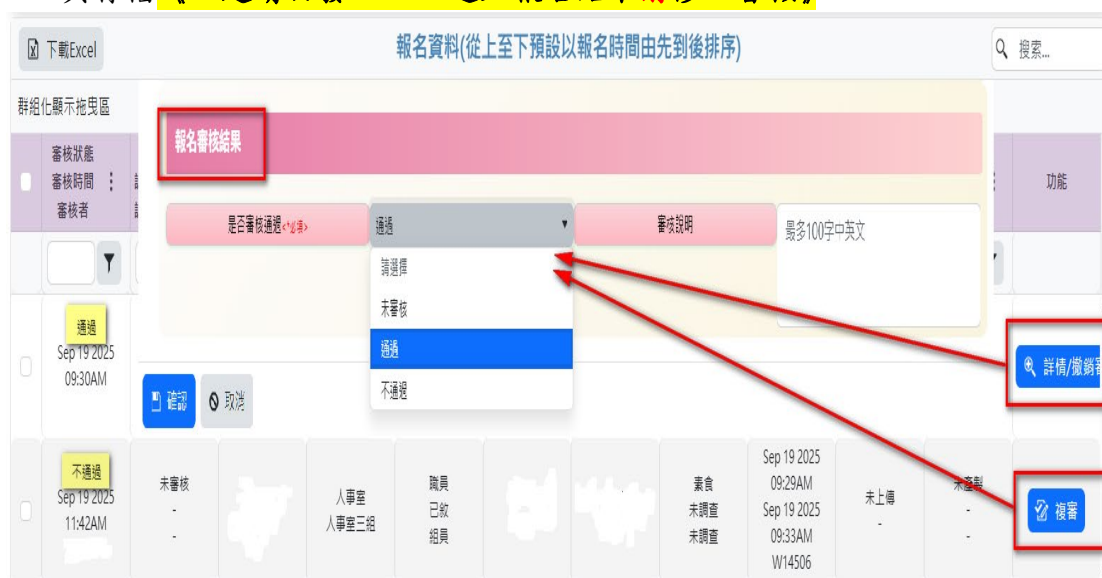 下載Excel
報名資料(從上至下預設以報名時間由先到後排序)
搜索...
群組化顯示拖曳區
審核狀態
審核時間
審核者
功能
報名審核結果
是否審核通過<*必填>
通過
審核說明
最多100字中英文
請選擇
未審核
通過
不通過
通過
Sep 19 2025
09:30AM
詳情/撤銷審
確認
取消
不通過
Sep 19 2025
11:42AM
未審核
-
-
人事室
人事室三組
職員
已敘
組員
素食
未調查
未調查
Sep 19 2025
09:29AM
Sep 19 2025
09:33AM
W14506
未上傳
-
未產製
-
-
複審